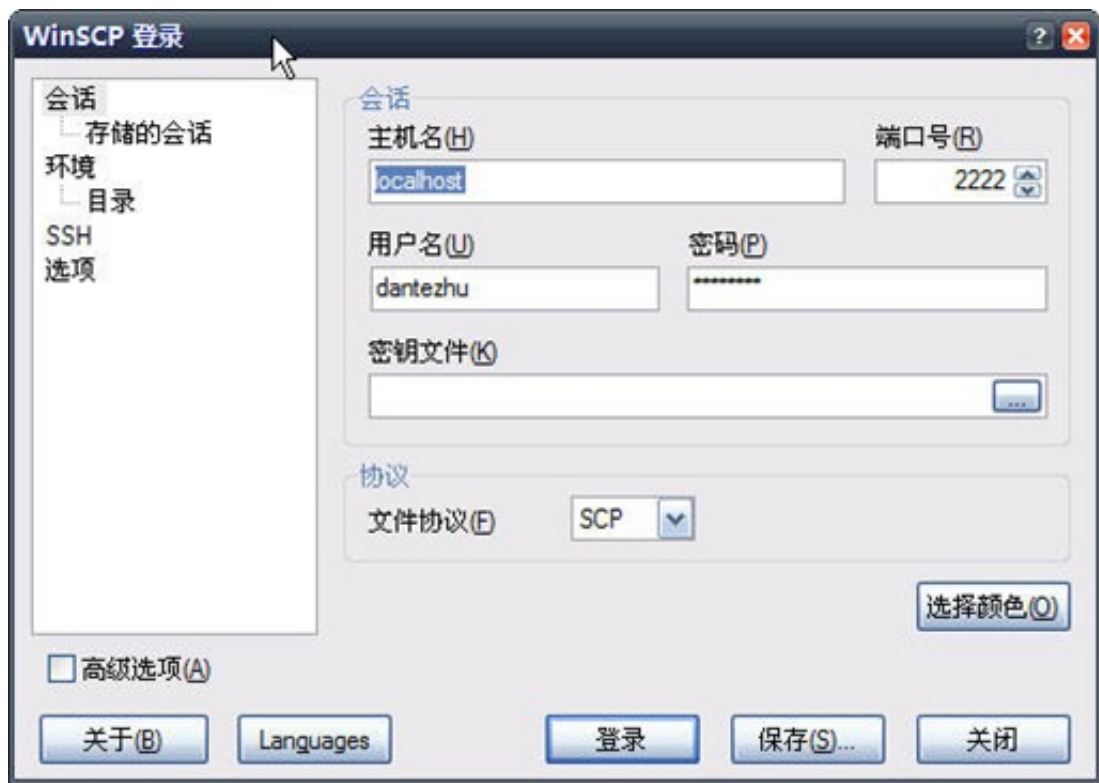 WinSCP 登录
会话
存储的会话
环境
目录
SSH
选项
会话
主机名(H)
端口号(R)
localhost
2222
用户名(U)
密码(P)
dantezhu
********
密钥文件(K)
...
协议
文件协议(F)
SCP
选择颜色(O)
高级选项(A)
关于(B)
Languages
登录
保存(S)...
关闭